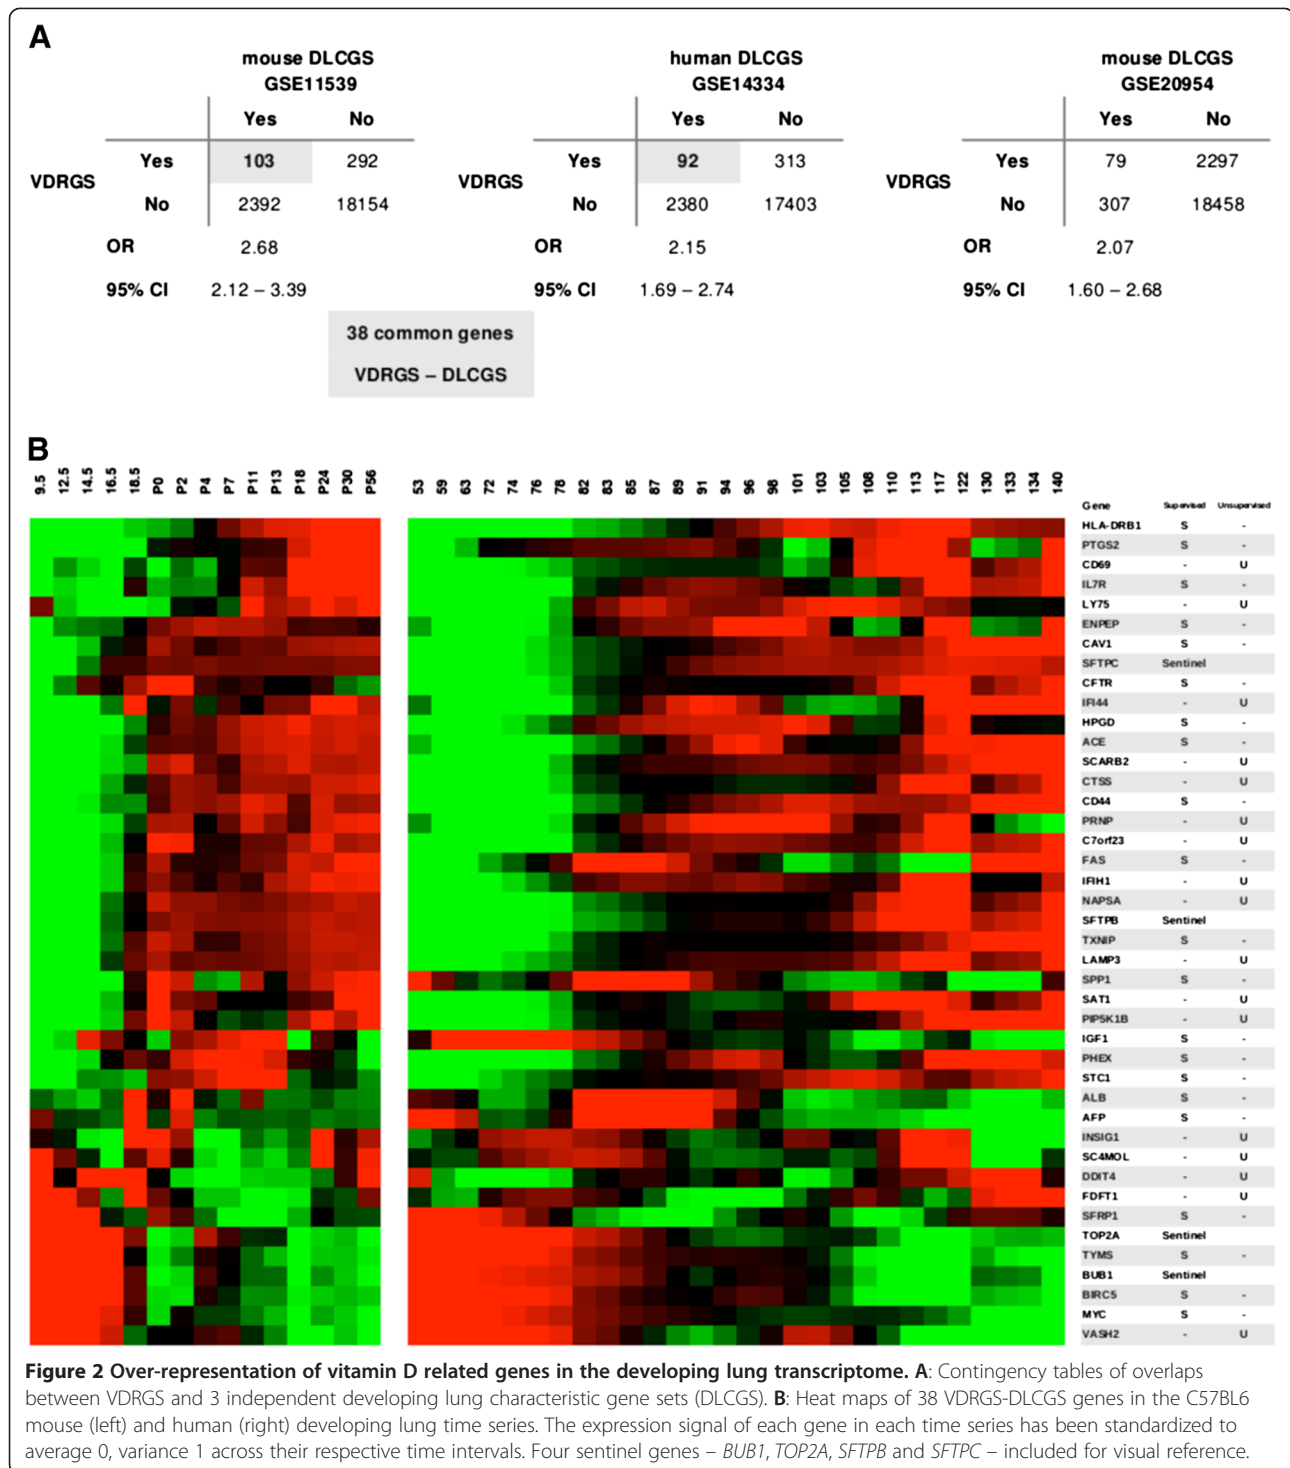 A
mouse DLCGS
GSE11539
Yes No
VDRGS
Yes 103 292
No 2392 18154
OR 2.68
95% CI 2.12 – 3.39
human DLCGS
GSE14334
Yes No
VDRGS
Yes 92 313
No 2380 17403
OR 2.15
95% CI 1.69 – 2.74
mouse DLCGS
GSE20954
Yes No
VDRGS
Yes 79 2297
No 307 18458
OR 2.07
95% CI 1.60 – 2.68
38 common genes
VDRGS – DLCGS
B
9.5 12.5 14.5 16.5 18.5 P0 P2 P4 P7 P11 P13 P18 P24 P30 P56
53 59 63 72 74 76 78 82 83 85 87 89 91 94 96 98 101 103 105 108 110 113 117 122 130 133 134 140
Gene Supervised Unsupervised
HLA-DRB1 S -
PTGS2 S -
CD69 - U
IL7R S -
LY75 - U
ENPEP S -
CAV1 S -
SFTPC Sentinel
CFTR S -
IFI44 - U
HPGD S -
ACE S -
SCARB2 - U
CTSS - U
CD44 S -
PRNP - U
C7orf23 - U
FAS S -
IFIH1 - U
NAPSA - U
SFTPB Sentinel
TXNIP S -
LAMP3 - U
SPP1 S -
SAT1 - U
PIP5K1B - U
IGF1 S -
PHEX S -
STC1 S -
ALB S -
AFP S -
INSIG1 - U
SC4MOL - U
DDIT4 - U
FDFT1 - U
SFRP1 S -
TOP2A Sentinel
TYMS S -
BUB1 Sentinel
BIRC5 S -
MYC S -
VASH2 - U
Figure 2 Over-representation of vitamin D related genes in the developing lung transcriptome. A: Contingency tables of overlaps
between VDRGS and 3 independent developing lung characteristic gene sets (DLCGS). B: Heat maps of 38 VDRGS-DLCGS genes in the C57BL6
mouse (left) and human (right) developing lung time series. The expression signal of each gene in each time series has been standardized to
average 0, variance 1 across their respective time intervals. Four sentinel genes – BUB1, TOP2A, SFTPB and SFTPC – included for visual reference.